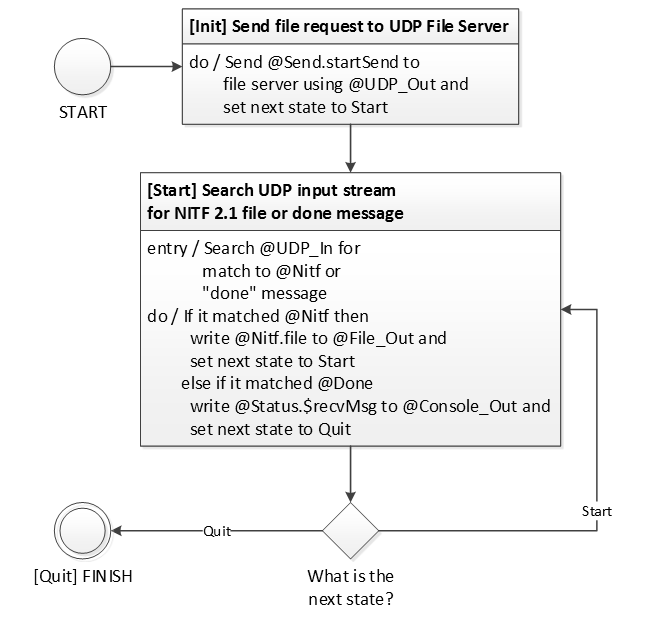 [Init] Send file request to UDP File Server
do / Send @Send.startSend to
file server using @UDP_Out and
set next state to Start
START
[Start] Search UDP input stream
for NITF 2.1 file or done message
entry / Search @UDP_In for
match to @Nitf or
"done" message
do / If it matched @Nitf then
write @Nitf.file to @File_Out and
set next state to Start
else if it matched @Done
write @Status.$recvMsg to @Console_Out and
set next state to Quit
Start
Quit
[Quit] FINISH
What is the
next state?